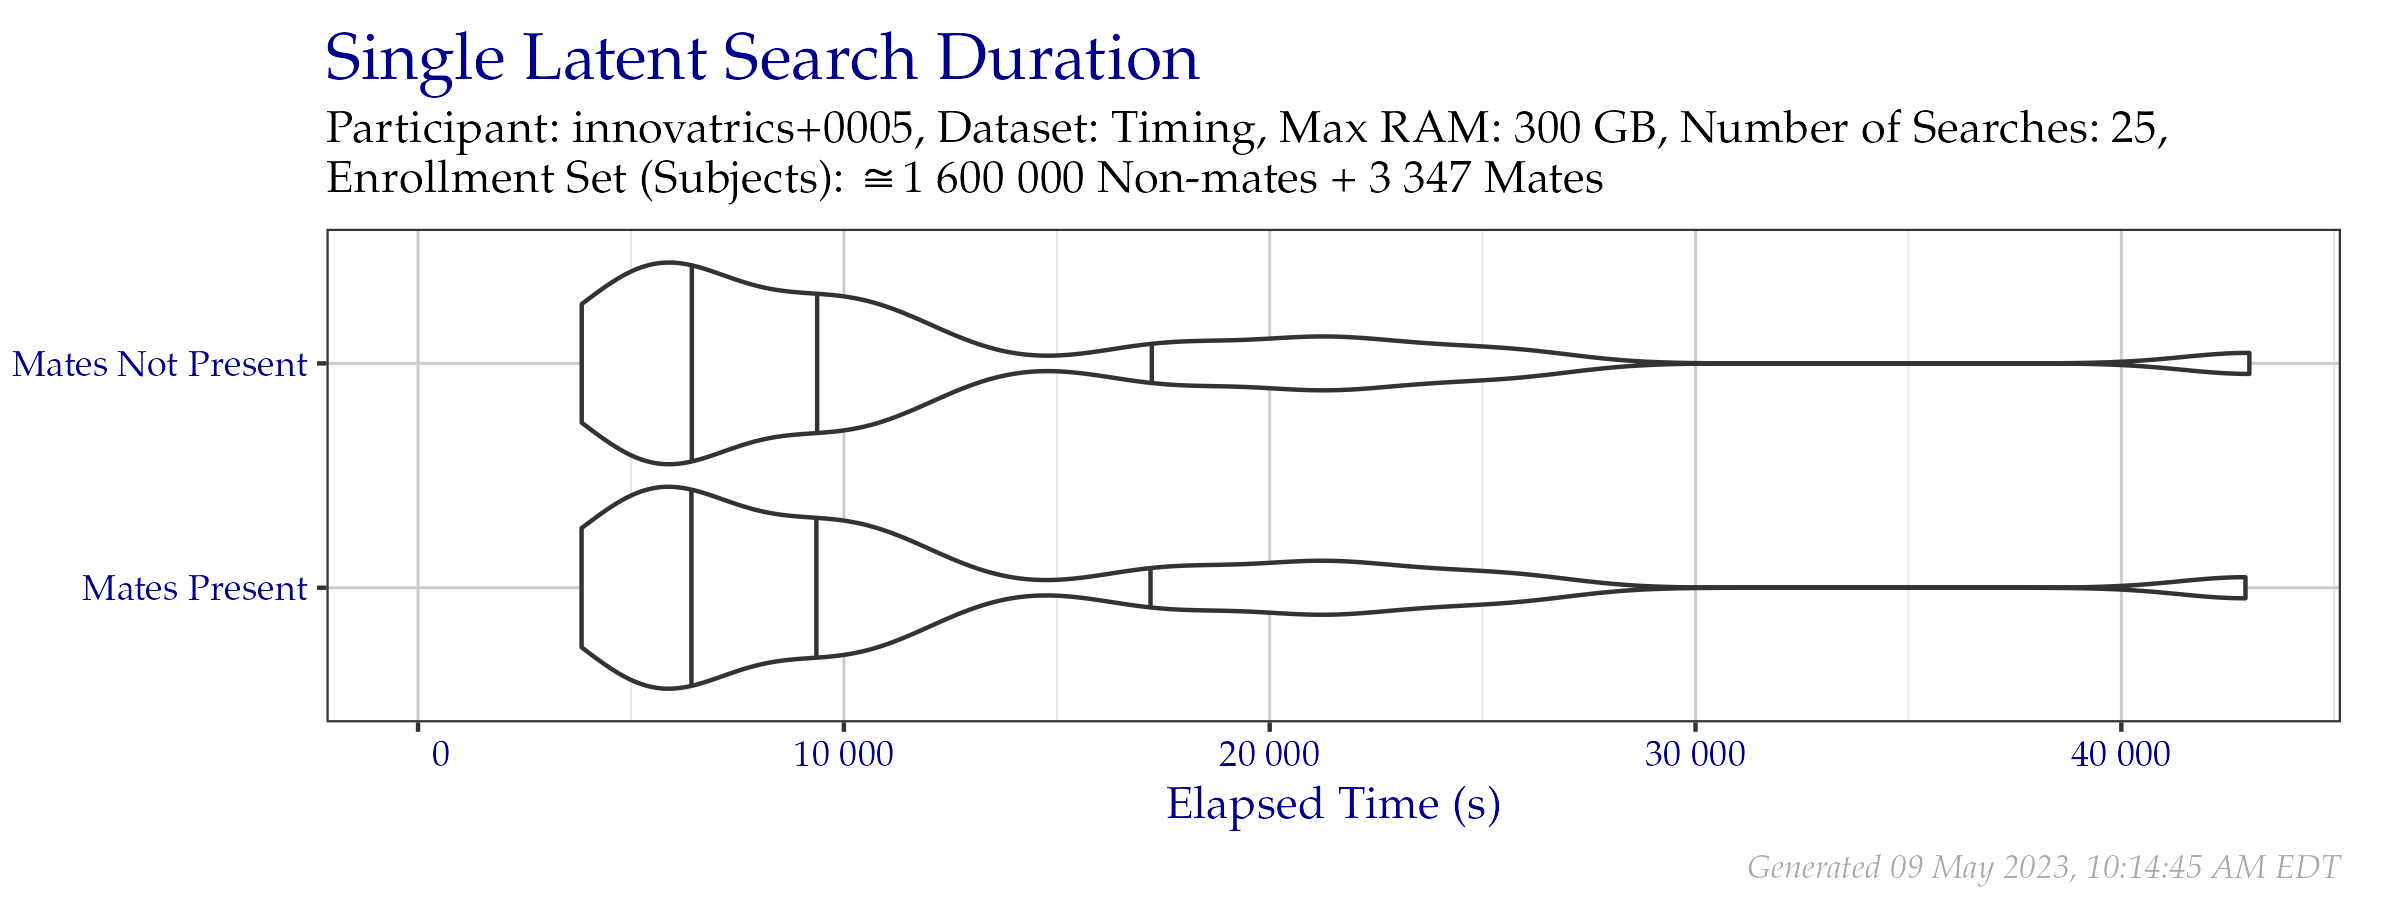 Single Latent Search Duration
Participant: innovatrics+0005, Dataset: Timing, Max RAM: 300 GB, Number of Searches: 25,
Enrollment Set (Subjects): ≅ 1 600 000 Non-mates + 3 347 Mates
Mates Not Present
Mates Present
0 10 000 20 000 30 000 40 000
Elapsed Time (s)
Generated 09 May 2023, 10:14:45 AM EDT